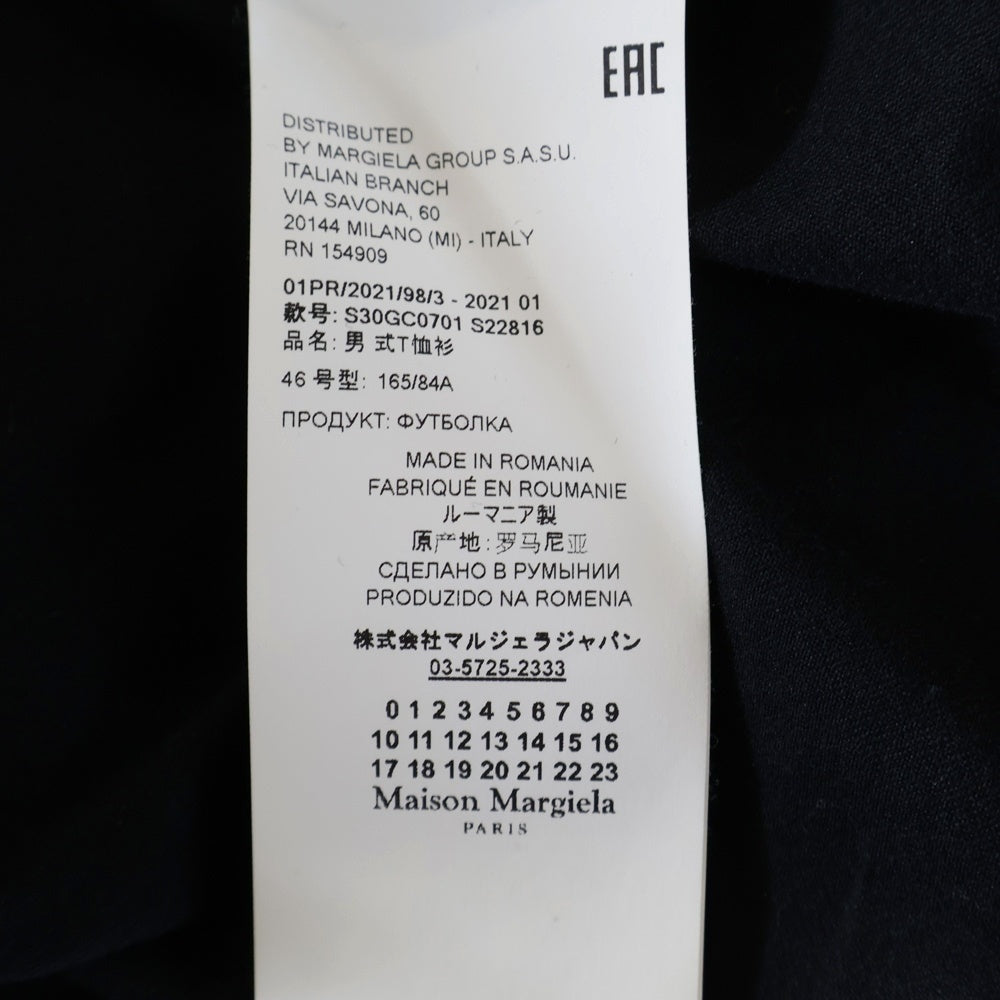 EAC
DISTRIBUTED
BY MARGIELA GROUP S.A.S.U.
ITALIAN BRANCH
VIA SAVONA, 60
20144 MILANO (MI) - ITALY
RN 154909
01PR/2021/98/3 - 2021 01
款号: S30GC0701 S22816
品名: 男 式T恤衫
46 号型: 165/84A
ПРОДУКТ: ФУТБОЛКА
MADE IN ROMANIA
FABRIQUÉ EN ROUMANIE
ルーマニア製
原产地: 罗马尼亚
СДЕЛАНО В РУМЫНИИ
PRODUZIDO NA ROMENIA
株式会社マルジェラジャパン
03-5725-2333
0 1 2 3 4 5 6 7 8 9
10 11 12 13 14 15 16
17 18 19 20 21 22 23
Maison Margiela
PARIS